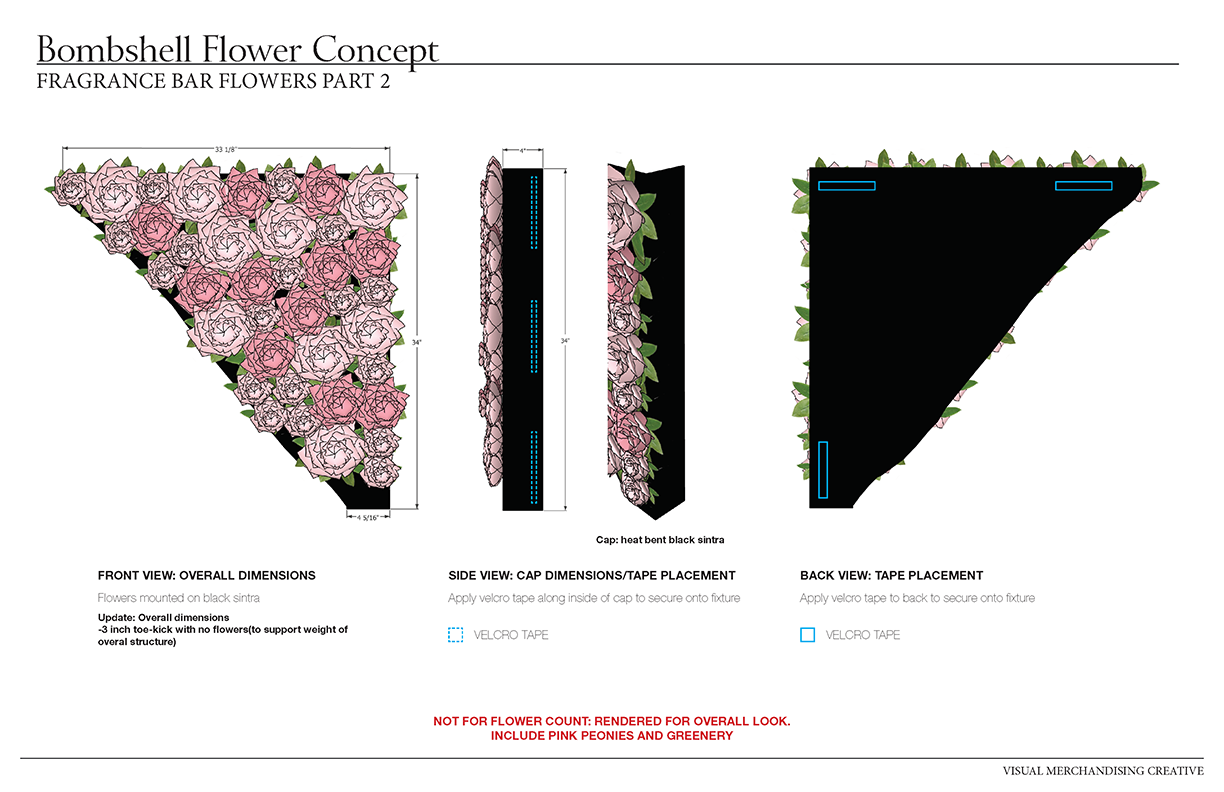 Bombshell Flower Concept
FRAGRANCE BAR FLOWERS PART 2
33 1/8"
4"
34"
34"
4 5/16"
Cap: heat bent black sintra
FRONT VIEW: OVERALL DIMENSIONS
Flowers mounted on black sintra
Update: Overall dimensions
-3 inch toe-kick with no flowers(to support weight of
overal structure)
SIDE VIEW: CAP DIMENSIONS/TAPE PLACEMENT
Apply velcro tape along inside of cap to secure onto fixture
VELCRO TAPE
BACK VIEW: TAPE PLACEMENT
Apply velcro tape to back to secure onto fixture
VELCRO TAPE
NOT FOR FLOWER COUNT: RENDERED FOR OVERALL LOOK.
INCLUDE PINK PEONIES AND GREENERY
VISUAL MERCHANDISING CREATIVE